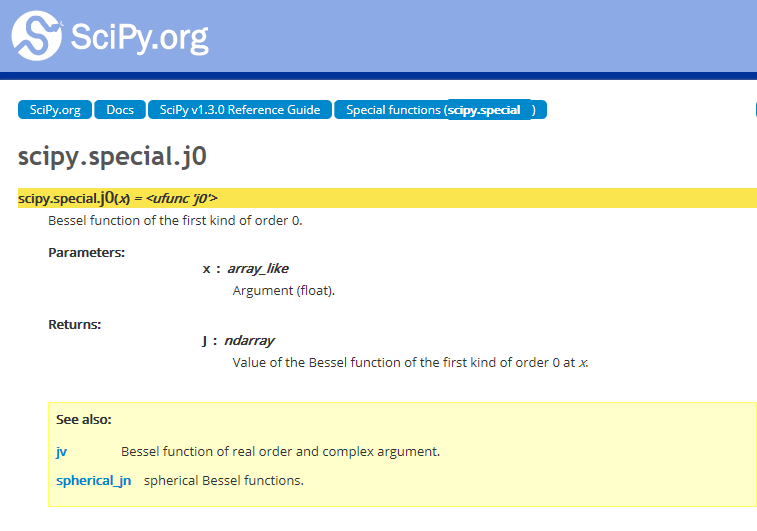 SciPy.org
SciPy.org Docs SciPy v1.3.0 Reference Guide Special functions (scipy.special )
scipy.special.j0
scipy.special.j0(x) = <ufunc 'j0'>
Bessel function of the first kind of order 0.
Parameters:
x : array_like
Argument (float).
Returns:
J : ndarray
Value of the Bessel function of the first kind of order 0 at x.
See also:
jv Bessel function of real order and complex argument.
spherical_jn spherical Bessel functions.